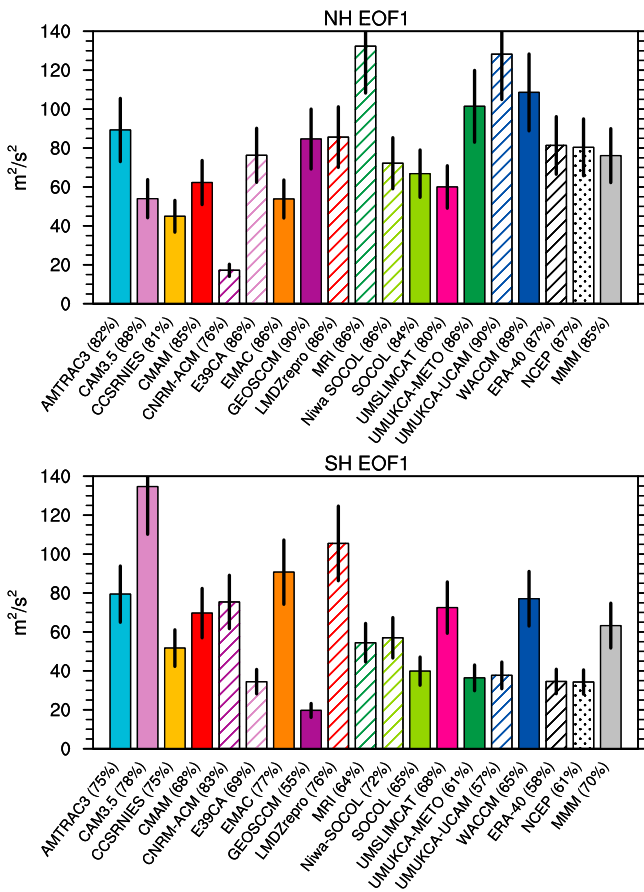 NH EOF1
140
120
100
80
60
40
20
0
m²/s²
AMTRAC3 (82%)
CAM3.5 (88%)
CCSRNIES (81%)
CMAM (85%)
CNRM-ACM (76%)
E39CA (86%)
EMAC (86%)
GEOSCCM (90%)
LMDZrepro (86%)
MRI (86%)
Niwa SOCOL (86%)
SOCOL (84%)
UMSLIMCAT (80%)
UMUKCA-METO (86%)
UMUKCA-UCAM (90%)
WACCM (89%)
ERA-40 (87%)
NCEP (87%)
MMM (85%)
SH EOF1
140
120
100
80
60
40
20
0
m²/s²
AMTRAC3 (75%)
CAM3.5 (78%)
CCSRNIES (75%)
CMAM (68%)
CNRM-ACM (83%)
E39CA (69%)
EMAC (77%)
GEOSCCM (55%)
LMDZrepro (76%)
MRI (64%)
Niwa-SOCOL (72%)
SOCOL (65%)
UMSLIMCAT (68%)
UMUKCA-METO (61%)
UMUKCA-UCAM (57%)
WACCM (65%)
ERA-40 (58%)
NCEP (61%)
MMM (70%)